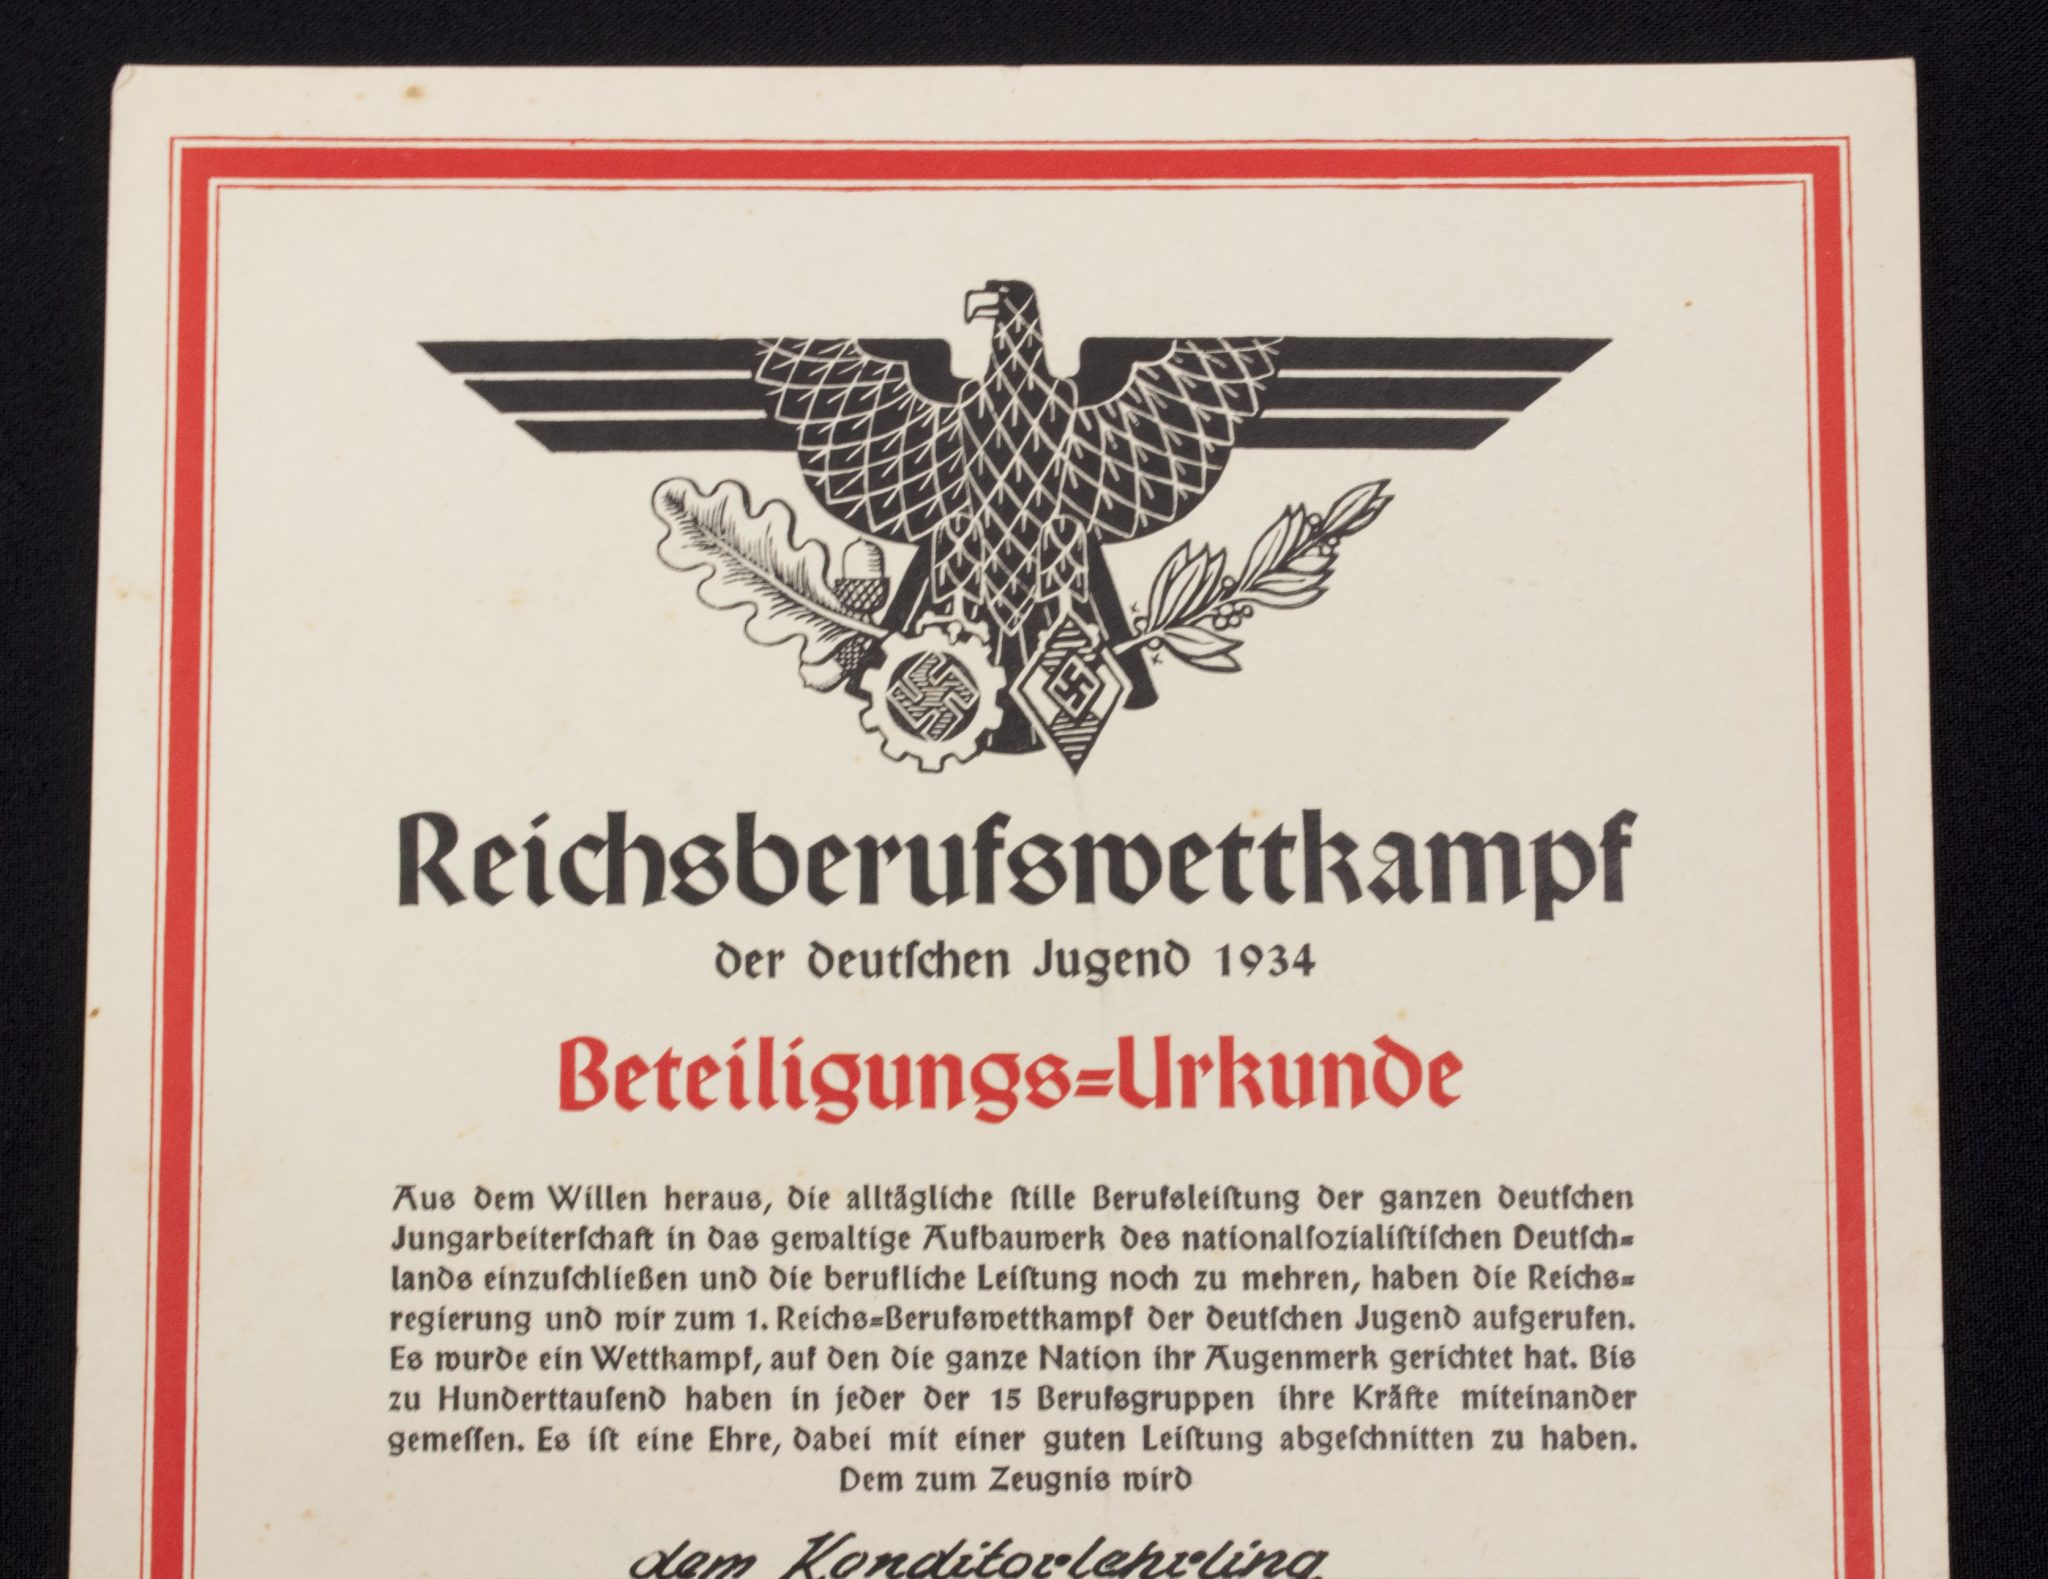 Reichsberufswettkampf
der deutschen Jugend 1934
Beteiligungs=Urkunde
Aus dem Willen heraus, die alltägliche stille Berufsleistung der ganzen deutschen
Jungarbeiterschaft in das gewaltige Aufbauwerk des nationalsozialistischen Deutsch=
lands einzuschließen und die berufliche Leistung noch zu mehren, haben die Reichs=
regierung und wir zum 1. Reichs=Berufswettkampf der deutschen Jugend aufgerufen.
Es wurde ein Wettkampf, auf den die ganze Nation ihr Augenmerk gerichtet hat. Bis
zu Hunderttausend haben in jeder der 15 Berufsgruppen ihre Kräfte miteinander
gemessen. Es ist eine Ehre, dabei mit einer guten Leistung abgeschnitten zu haben.
Dem zum Zeugnis wird
dem Konditorlehrling